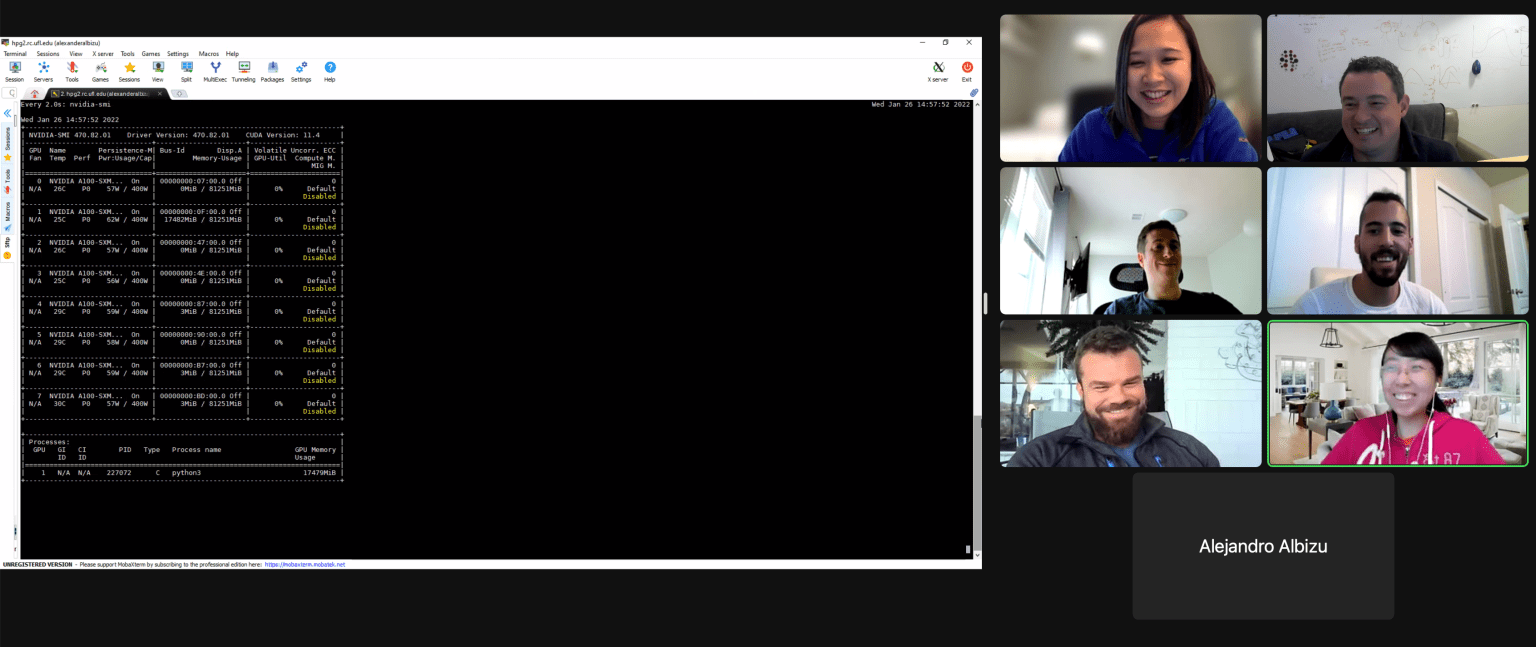 hpg2.rc.ufl.edu (alexanderalbizu)
Terminal Sessions View X server Tools Games Settings Macros Help
Session Servers Tools Games Sessions View Split MultiExec Tunneling Packages Settings Help X server Exit
2. hpg2.rc.ufl.edu (alexanderalbiz...
Sessions
Tools
Macros
Sftp
Every 2.0s: nvidia-smi Wed Jan 26 14:57:52 2022
Wed Jan 26 14:57:52 2022
NVIDIA-SMI 470.82.01 Driver Version: 470.82.01 CUDA Version: 11.4
GPU Name Persistence-M| Bus-Id Disp.A | Volatile Uncorr. ECC
Fan Temp Perf Pwr:Usage/Cap| Memory-Usage | GPU-Util Compute M.
MIG M.
0 NVIDIA A100-SXM... On | 00000000:07:00.0 Off | 0
N/A 26C P0 57W / 400W | 0MiB / 81251MiB | 0% Default
Disabled
1 NVIDIA A100-SXM... On | 00000000:0F:00.0 Off | 0
N/A 25C P0 62W / 400W | 17482MiB / 81251MiB | 0% Default
Disabled
2 NVIDIA A100-SXM... On | 00000000:47:00.0 Off | 0
N/A 26C P0 57W / 400W | 0MiB / 81251MiB | 0% Default
Disabled
3 NVIDIA A100-SXM... On | 00000000:4E:00.0 Off | 0
N/A 25C P0 56W / 400W | 0MiB / 81251MiB | 0% Default
Disabled
4 NVIDIA A100-SXM... On | 00000000:87:00.0 Off | 0
N/A 29C P0 59W / 400W | 3MiB / 81251MiB | 0% Default
Disabled
5 NVIDIA A100-SXM... On | 00000000:90:00.0 Off | 0
N/A 29C P0 58W / 400W | 0MiB / 81251MiB | 0% Default
Disabled
6 NVIDIA A100-SXM... On | 00000000:B7:00.0 Off | 0
N/A 29C P0 59W / 400W | 3MiB / 81251MiB | 0% Default
Disabled
7 NVIDIA A100-SXM... On | 00000000:BD:00.0 Off | 0
N/A 30C P0 57W / 400W | 3MiB / 81251MiB | 0% Default
Disabled
Processes:
GPU GI CI PID Type Process name GPU Memory
ID ID Usage
1 N/A N/A 227072 C python3 17479MiB
UNREGISTERED VERSION - Please support MobaXterm by subscribing to the professional edition here: https://mobaxterm.mobatek.net
87
Alejandro Albizu